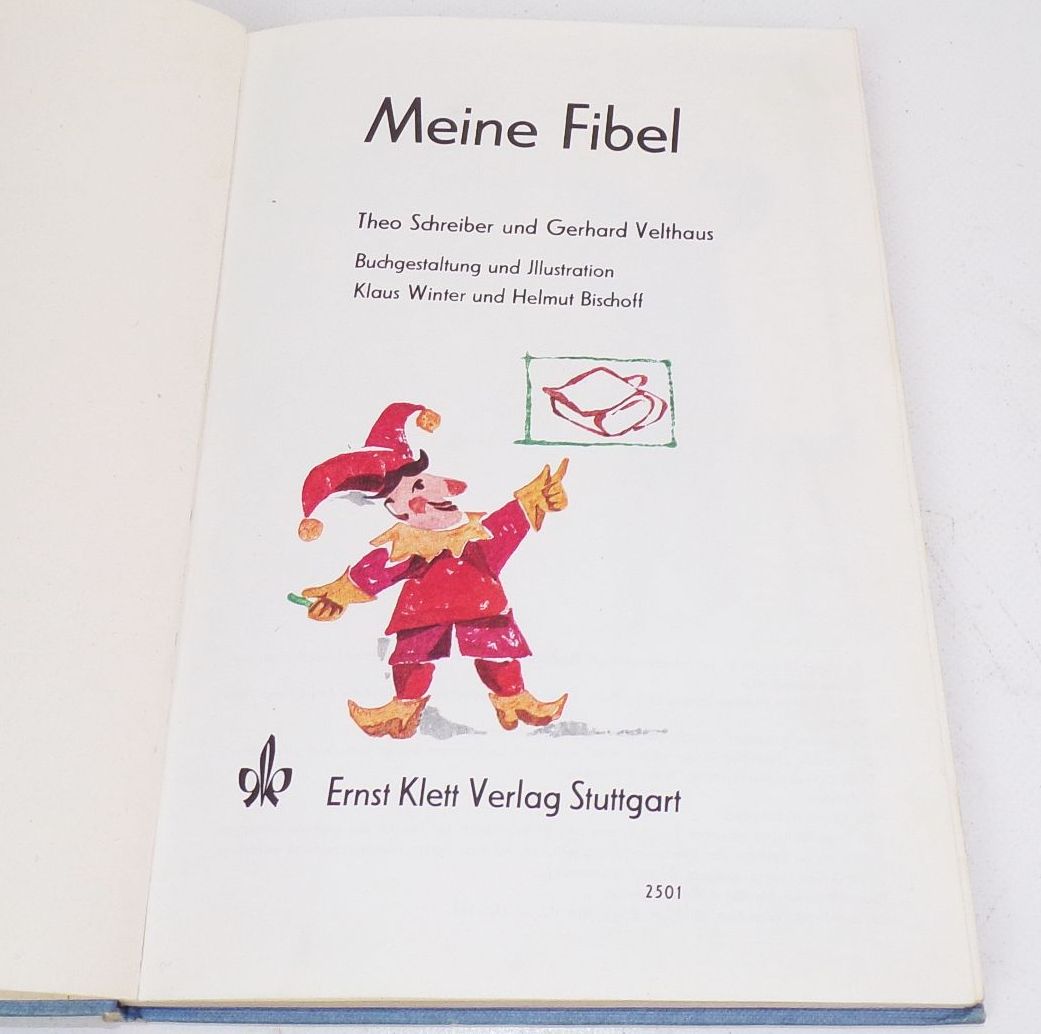 Meine Fibel
Theo Schreiber und Gerhard Velthaus
Buchgestaltung und Jllustration
Klaus Winter und Helmut Bischoff
Ernst Klett Verlag Stuttgart
2501